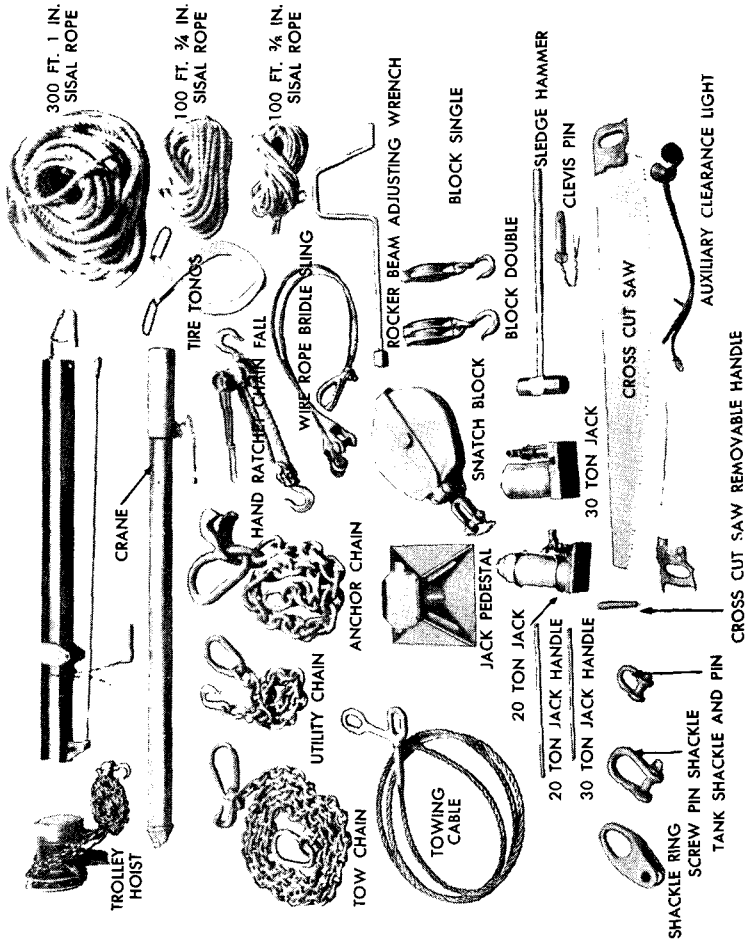 TROLLEY
HOIST
CRANE
300 FT. 1 IN.
SISAL ROPE
100 FT. ¾ IN.
SISAL ROPE
TIRE TONGS
100 FT. ⅜ IN.
SISAL ROPE
TOW CHAIN
UTILITY CHAIN
ANCHOR CHAIN
HAND RATCHET CHAIN FALL
WIRE ROPE BRIDLE SLING
ROCKER BEAM ADJUSTING WRENCH
TOWING
CABLE
JACK PEDESTAL
SNATCH BLOCK
BLOCK DOUBLE
BLOCK SINGLE
20 TON JACK
20 TON JACK HANDLE
30 TON JACK HANDLE
30 TON JACK
SLEDGE HAMMER
CLEVIS PIN
CROSS CUT SAW
SHACKLE RING
SCREW PIN SHACKLE
TANK SHACKLE AND PIN
CROSS CUT SAW REMOVABLE HANDLE
AUXILIARY CLEARANCE LIGHT